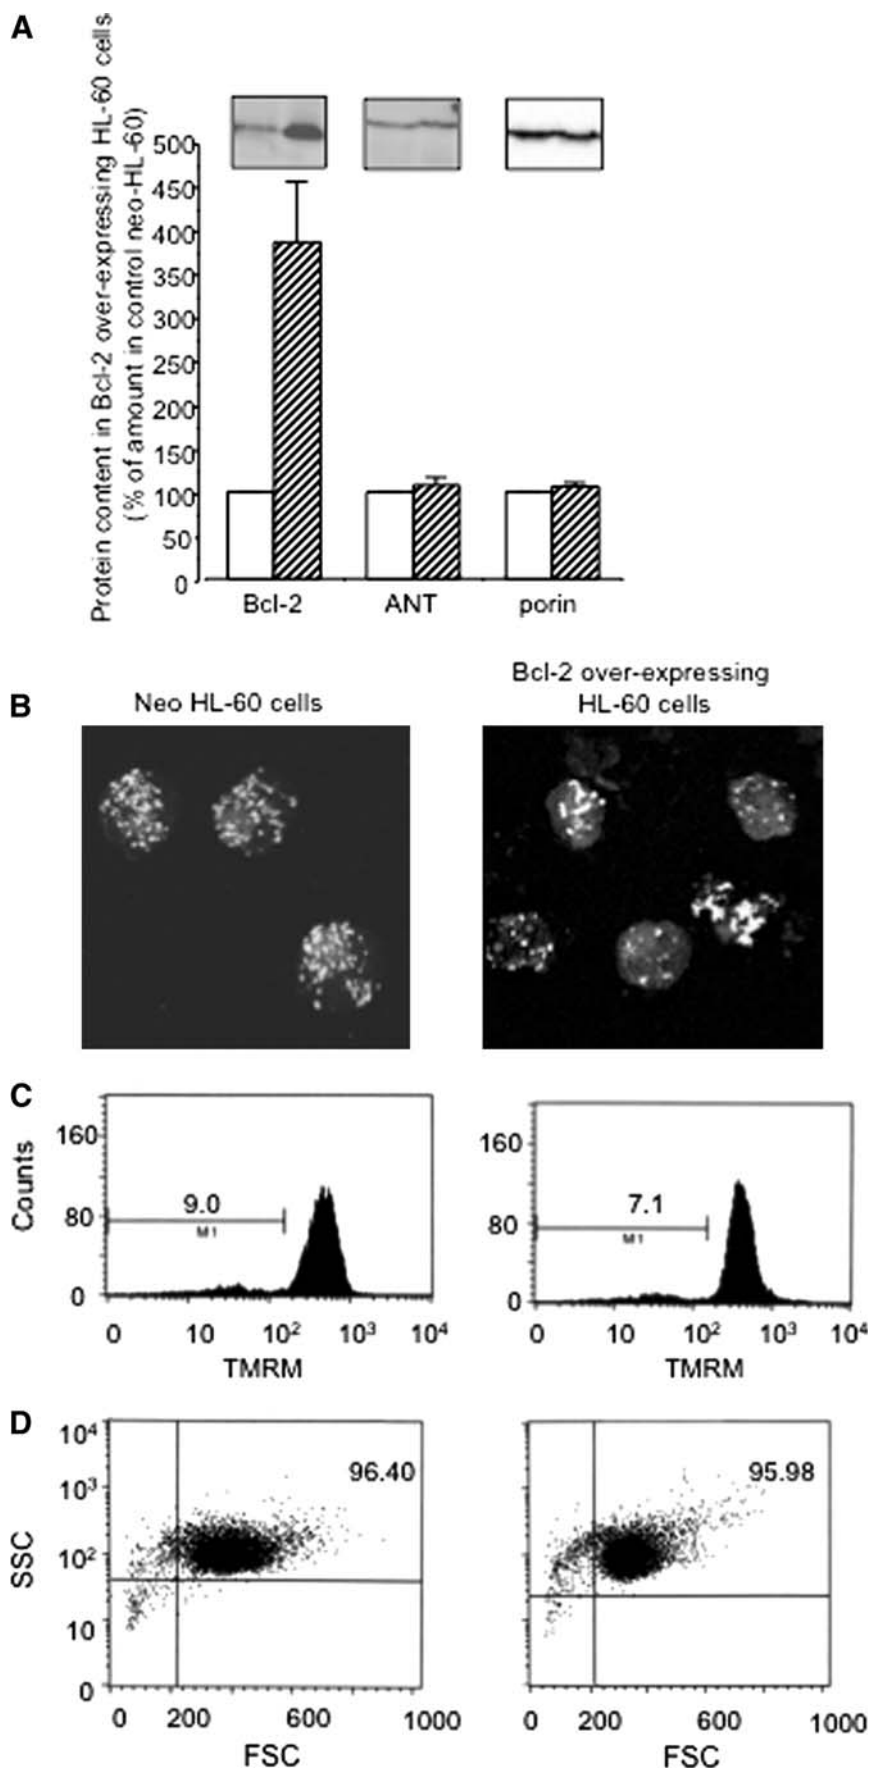 A
Protein content in Bcl-2 over-expressing HL-60 cells
(% of amount in control neo-HL-60)
500
450
400
350
300
250
200
150
100
50
0
Bcl-2 ANT porin
B
Neo HL-60 cells
Bcl-2 over-expressing
HL-60 cells
C
Counts
160
80
0
9.0
M1
0 10 10² 10³ 10⁴
TMRM
160
80
0
7.1
M1
0 10 10² 10³ 10⁴
TMRM
D
SSC
10⁴
10³
10²
10
0
96.40
0 200 600 1000
FSC
95.98
0 200 600 1000
FSC